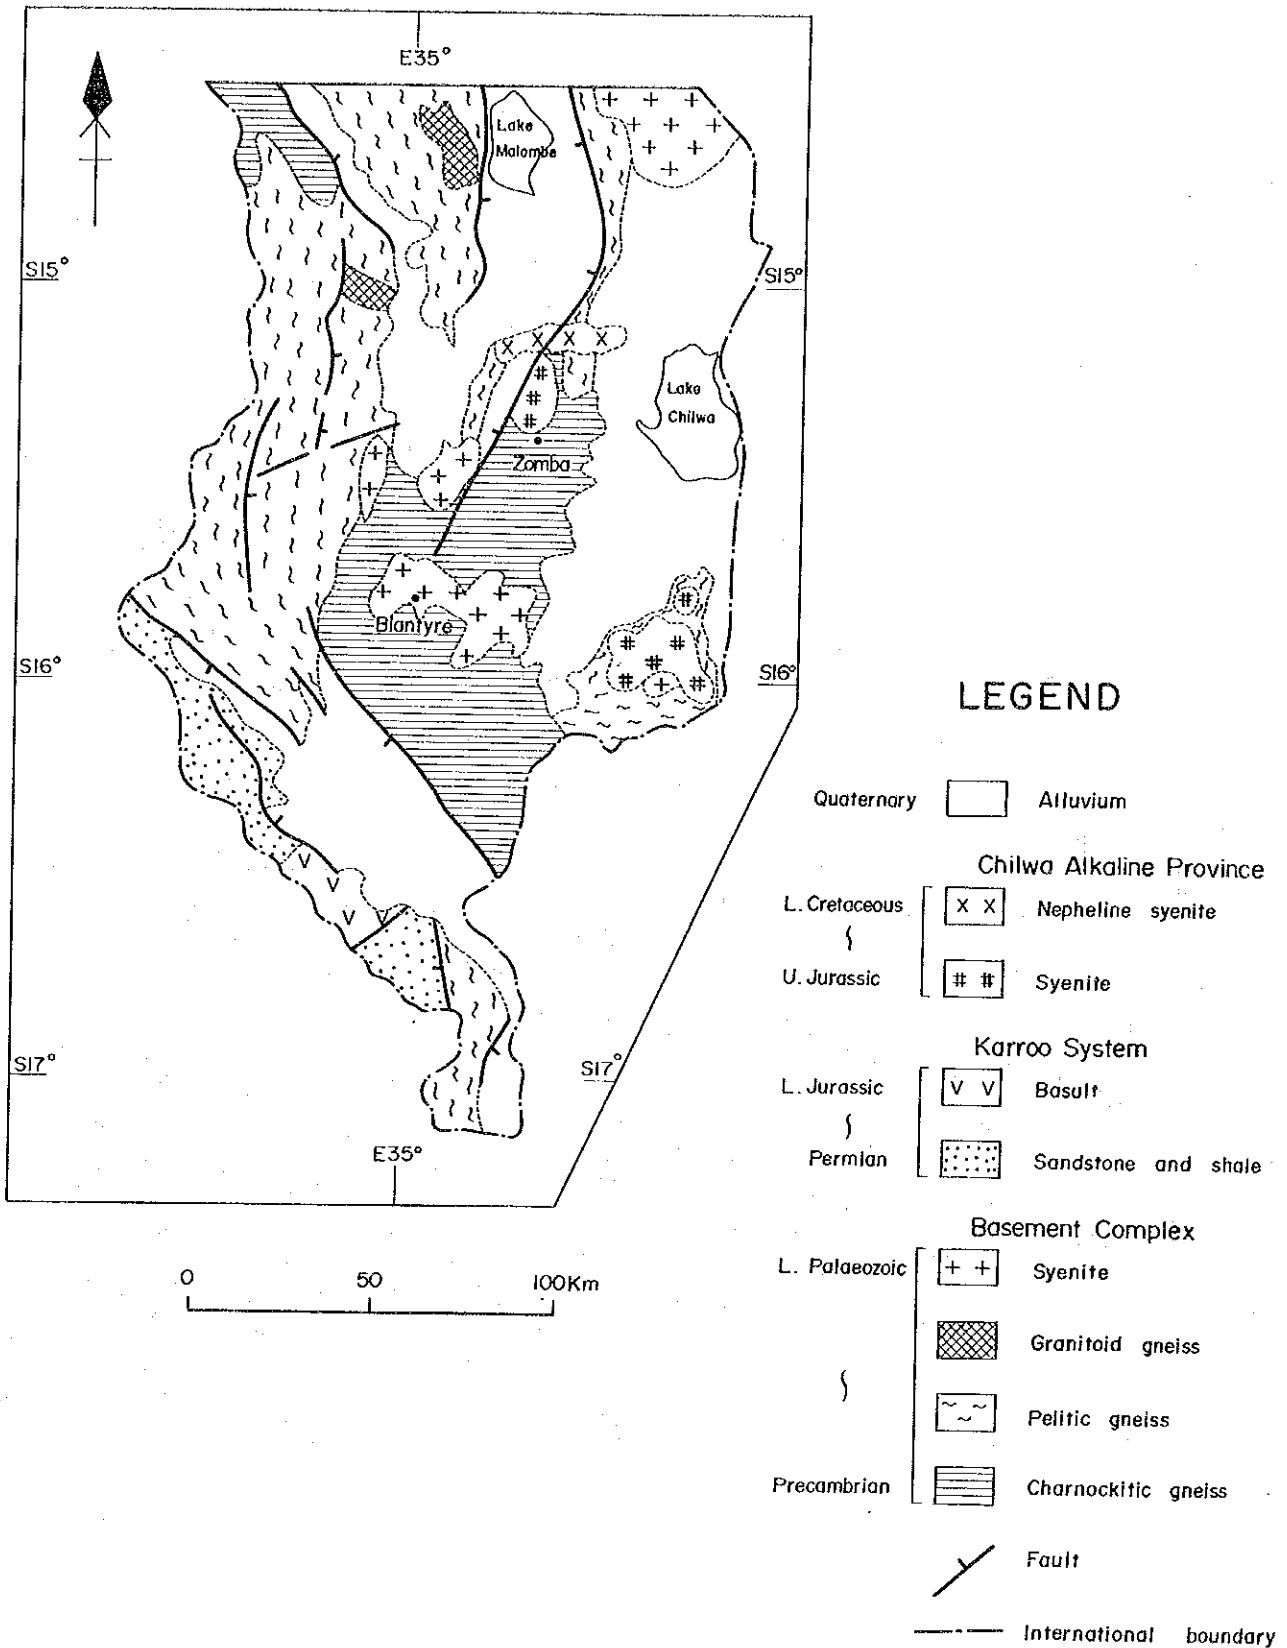 E35°
Lake
Malombe
S15°
S15°
Lake
Chilwa
Zomba
Blantyre
S16°
S16°
S17°
S17°
E35°
0 50 100Km
LEGEND
Quaternary Alluvium
Chilwa Alkaline Province
L. Cretaceous X X Nepheline syenite
U. Jurassic # # Syenite
Karroo System
L. Jurassic V V Basult
Permian Sandstone and shale
Basement Complex
L. Palaeozoic + + Syenite
Granitoid gneiss
Pelitic gneiss
Precambrian Charnockitic gneiss
Fault
International boundary